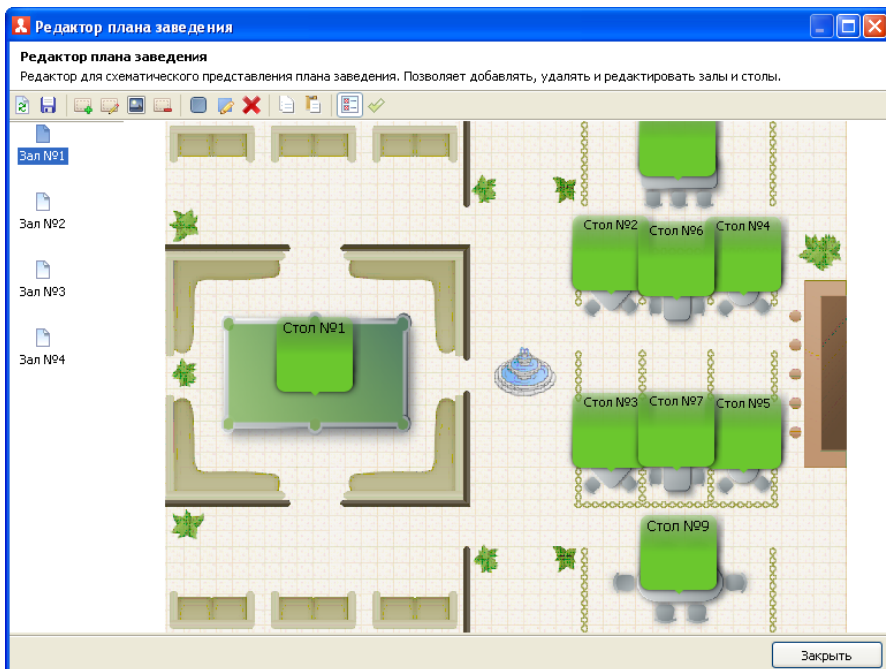 Редактор плана заведения
Редактор плана заведения
Редактор для схематического представления плана заведения. Позволяет добавлять, удалять и редактировать залы и столы.
Зал №1
Зал №2
Зал №3
Зал №4
Стол №2
Стол №6
Стол №4
Стол №1
Стол №3
Стол №7
Стол №5
Стол №9
Закрыть